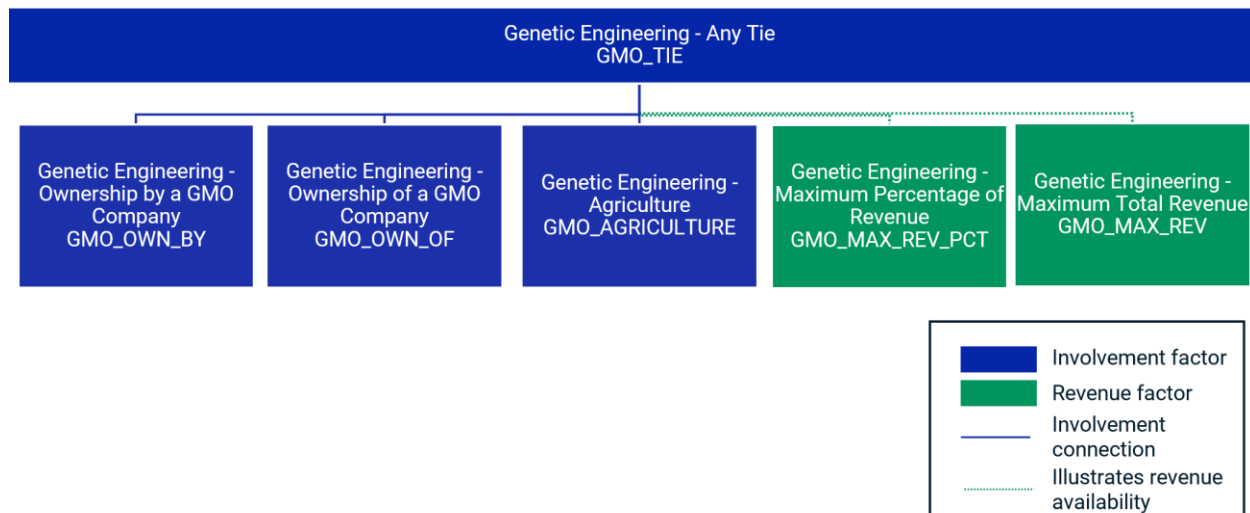 Genetic Engineering - Any Tie
GMO_TIE
Genetic Engineering -
Ownership by a GMO
Company
GMO_OWN_BY
Genetic Engineering -
Ownership of a GMO
Company
GMO_OWN_OF
Genetic Engineering -
Agriculture
GMO_AGRICULTURE
Genetic Engineering -
Maximum Percentage of
Revenue
GMO_MAX_REV_PCT
Genetic Engineering -
Maximum Total Revenue
GMO_MAX_REV
Involvement factor
Revenue factor
Involvement
connection
Illustrates revenue
availability